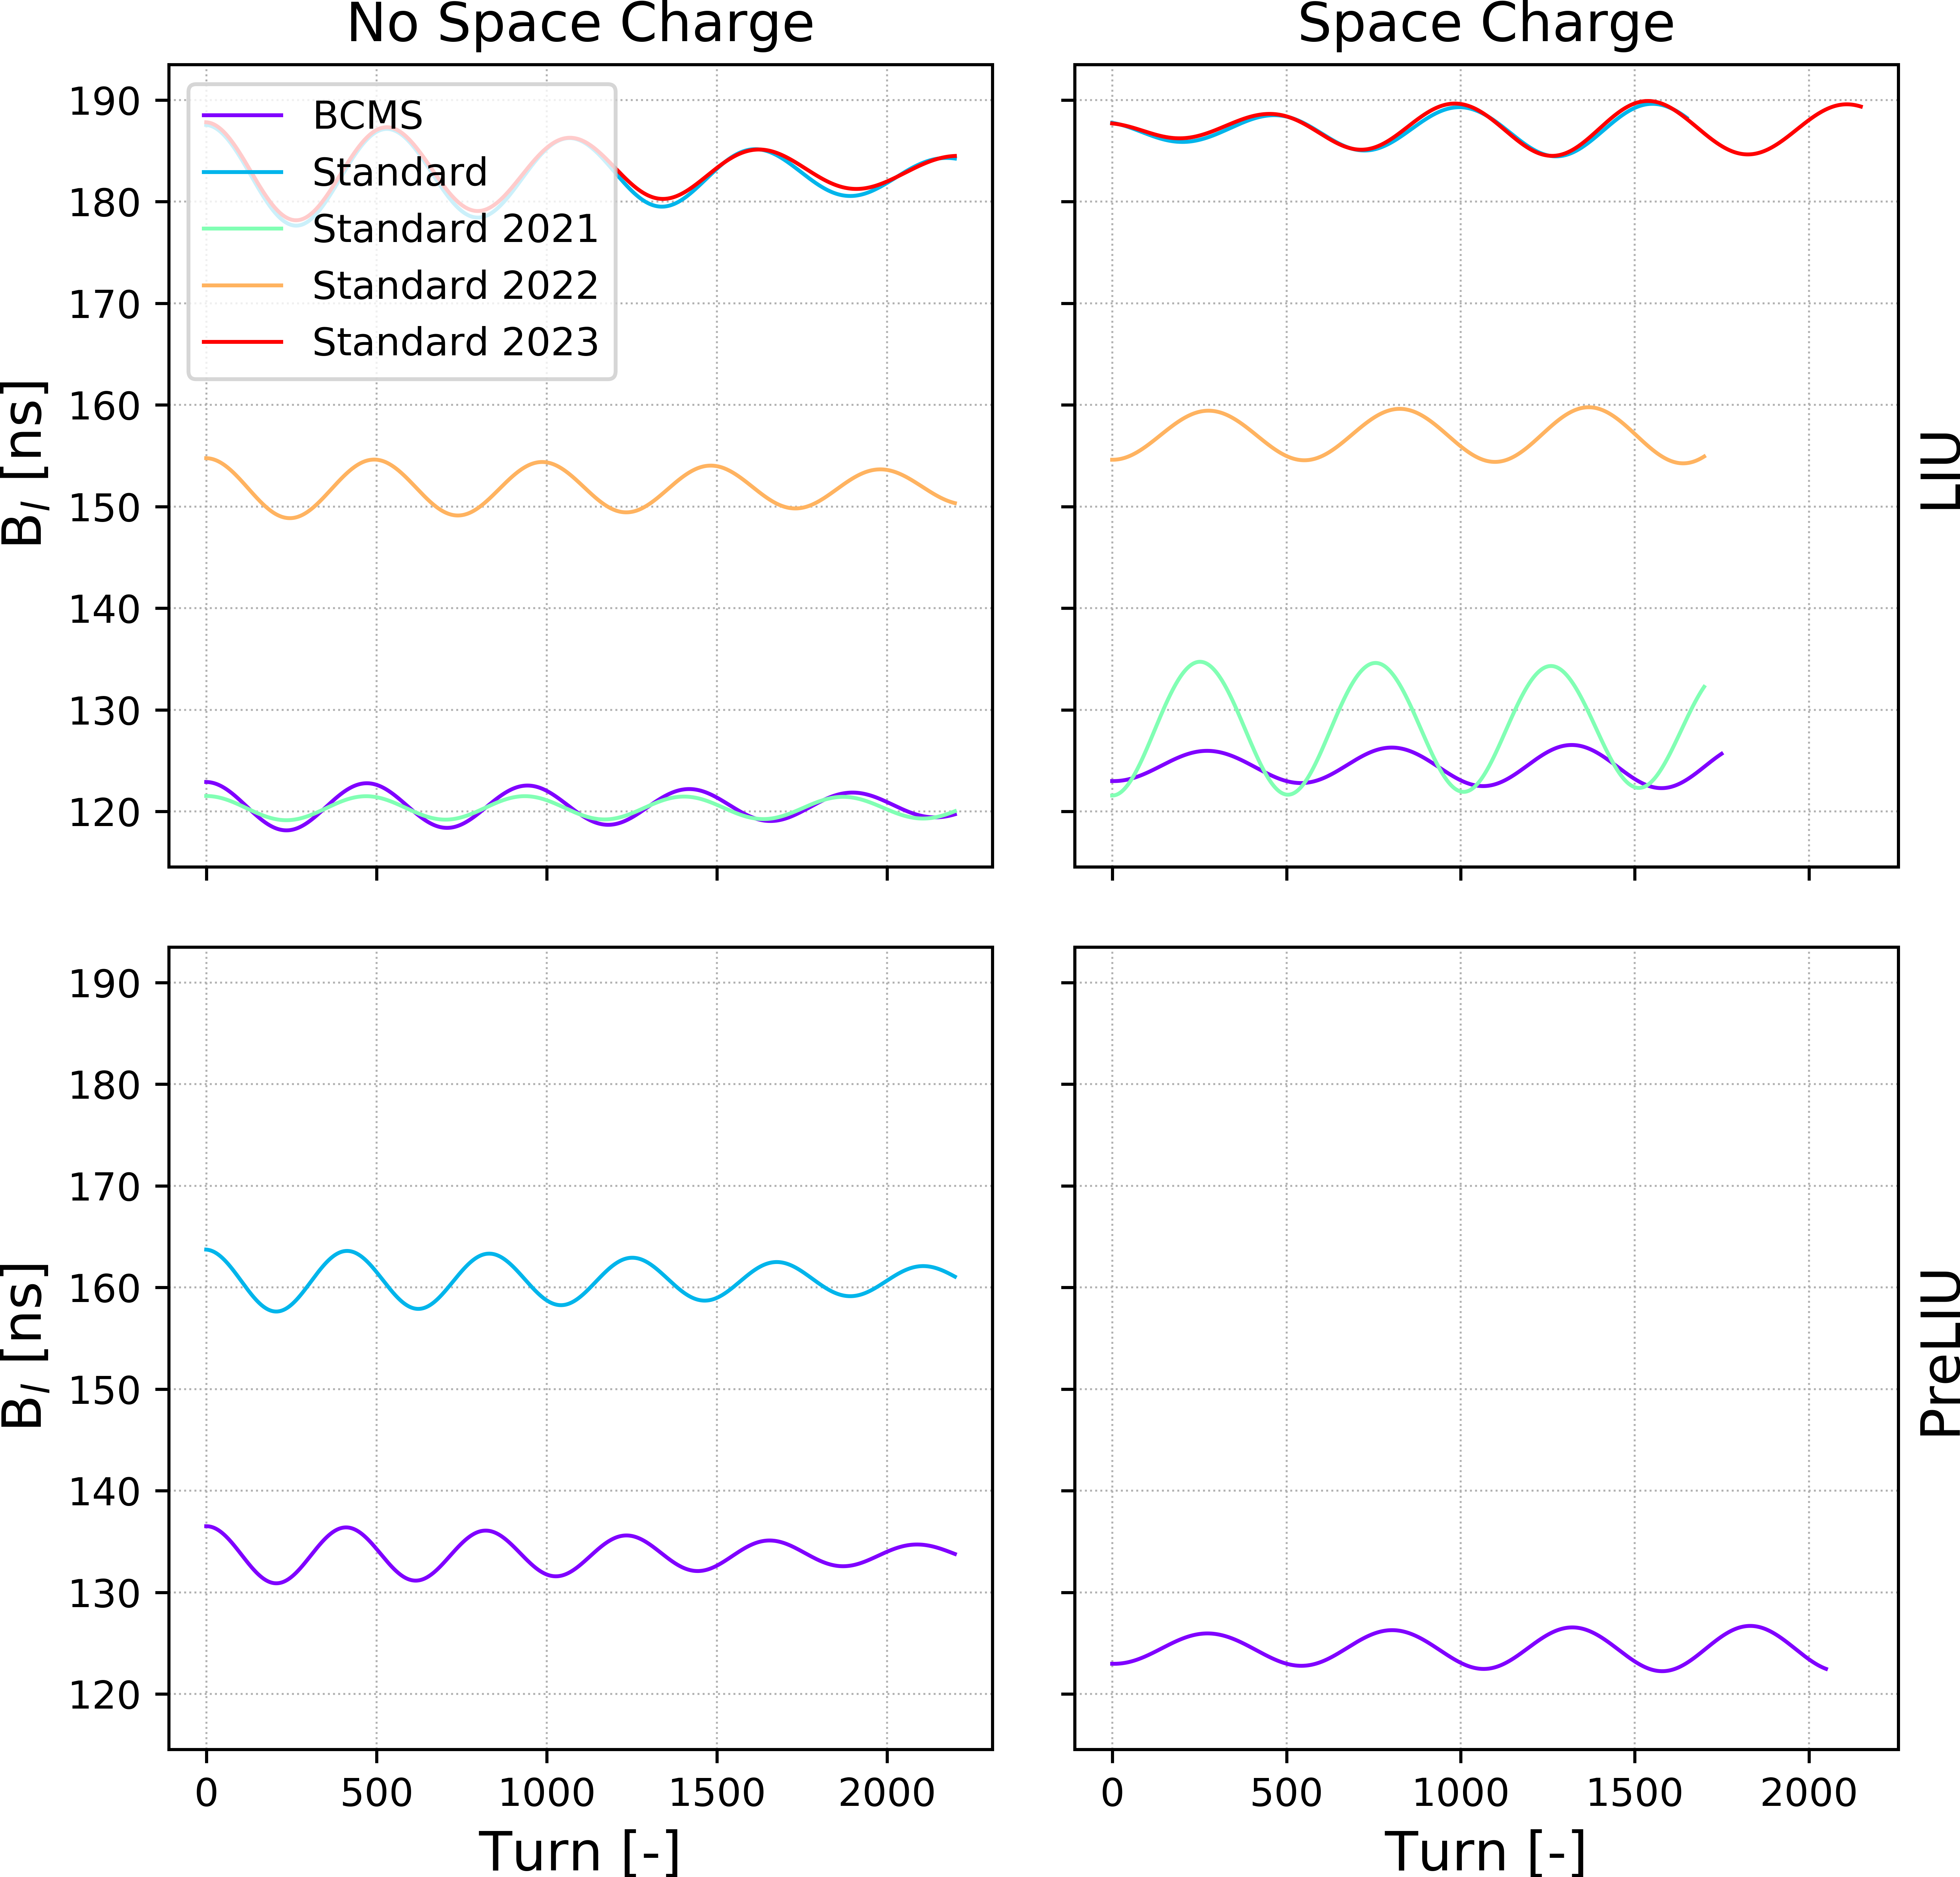 No Space Charge
Space Charge
B_l [ns]
190
180
170
160
150
140
130
120
BCMS
Standard
Standard 2021
Standard 2022
Standard 2023
LIU
B_l [ns]
190
180
170
160
150
140
130
120
0 500 1000 1500 2000
Turn [-]
0 500 1000 1500 2000
Turn [-]
PreLIU